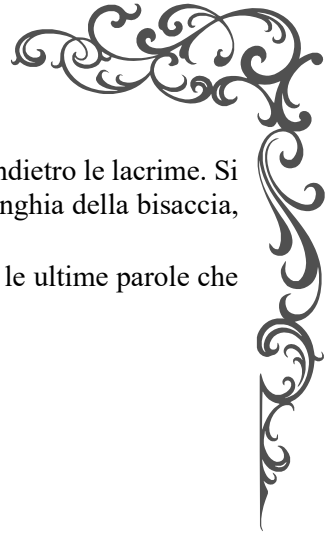 ndietro le lacrime. Si
nghia della bisaccia,
le ultime parole che